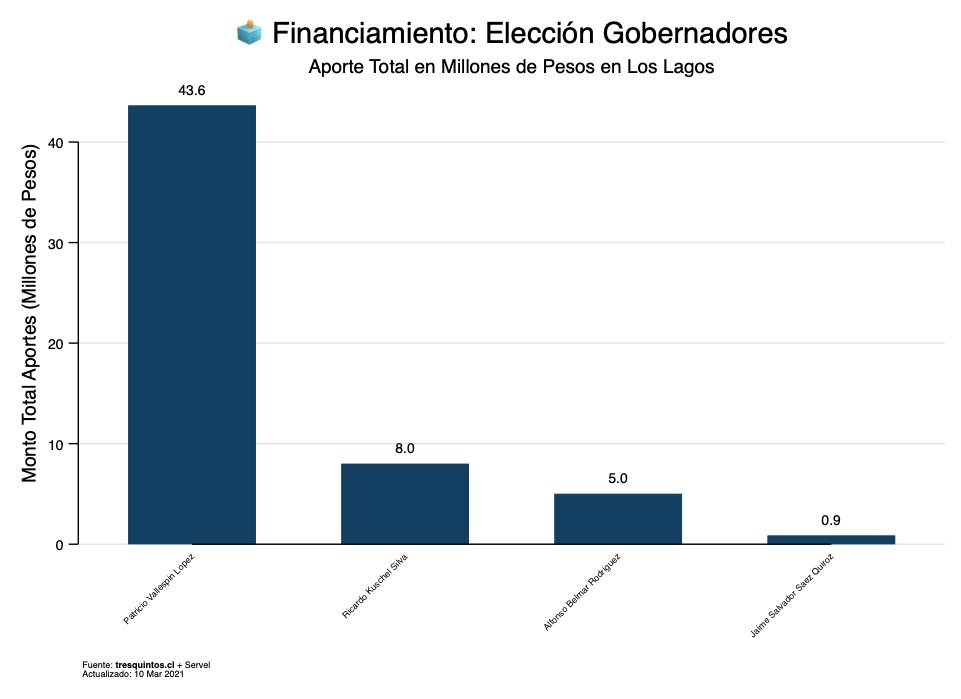 Financiamiento: Elección Gobernadores
Aporte Total en Millones de Pesos en Los Lagos
Monto Total Aportes (Millones de Pesos)
40
30
20
10
0
43.6
8.0
5.0
0.9
Patricio Vallespin Lopez
Ricardo Kuschel Silva
Alfonso Belmar Rodriguez
Jaime Salvador Saez Quiroz
Fuente: tresquintos.cl + Servel
Actualizado: 10 Mar 2021